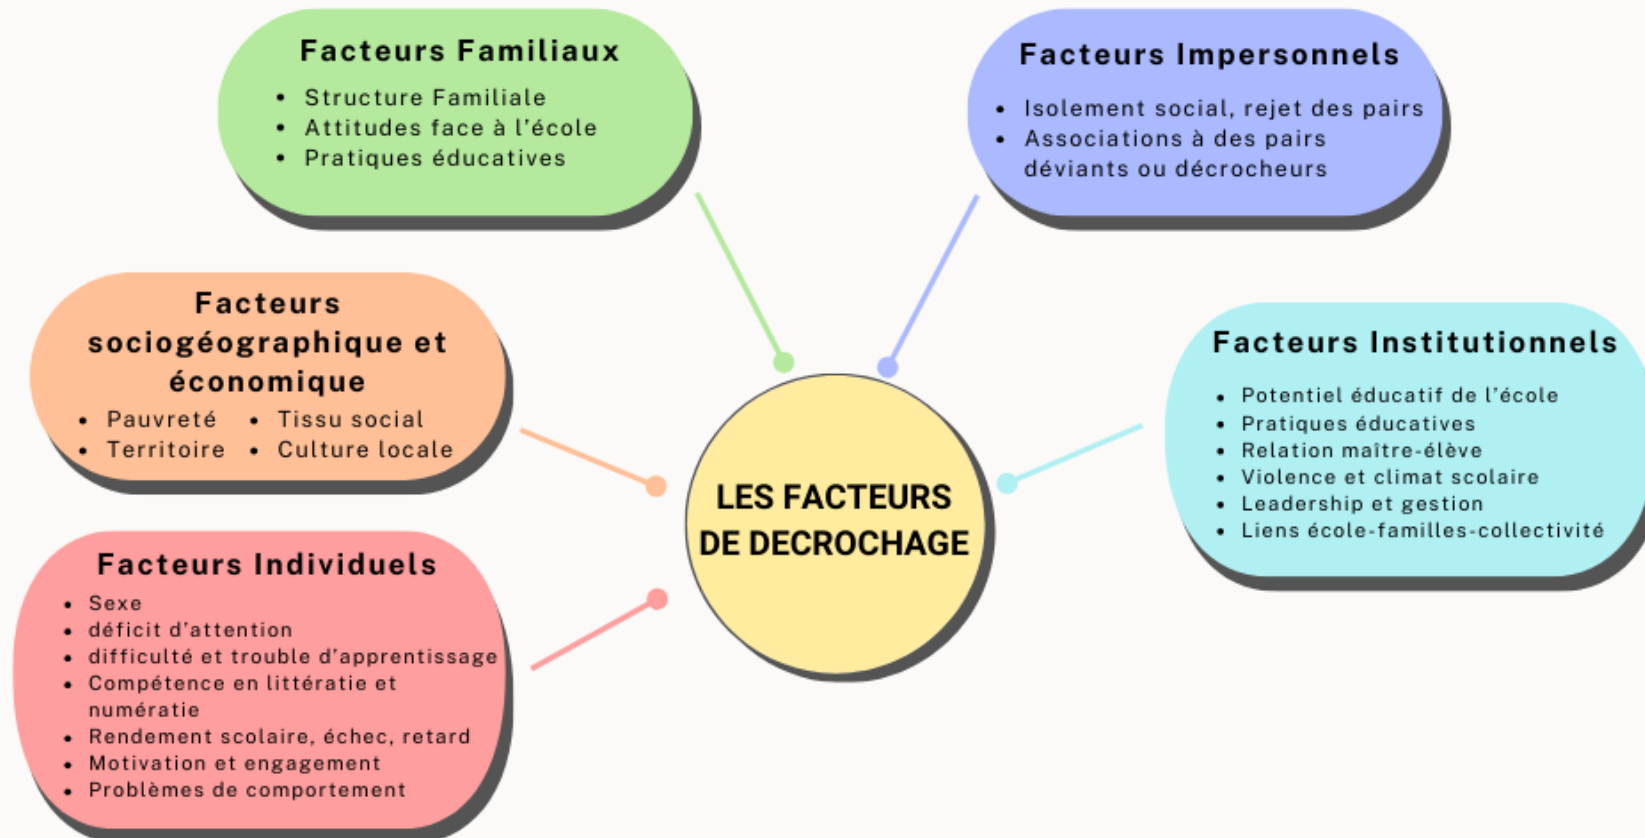 Facteurs Familiaux
• Structure Familiale
• Attitudes face à l'école
• Pratiques éducatives
Facteurs Impersonnels
• Isolement social, rejet des pairs
• Associations à des pairs
déviants ou décrocheurs
Facteurs
sociogéographique et
économique
• Pauvreté • Tissu social
• Territoire • Culture locale
Facteurs Institutionnels
• Potentiel éducatif de l'école
• Pratiques éducatives
• Relation maître-élève
• Violence et climat scolaire
• Leadership et gestion
• Liens école-familles-collectivité
LES FACTEURS
DE DECROCHAGE
Facteurs Individuels
• Sexe
• déficit d'attention
• difficulté et trouble d'apprentissage
• Compétence en littératie et
numératie
• Rendement scolaire, échec, retard
• Motivation et engagement
• Problèmes de comportement